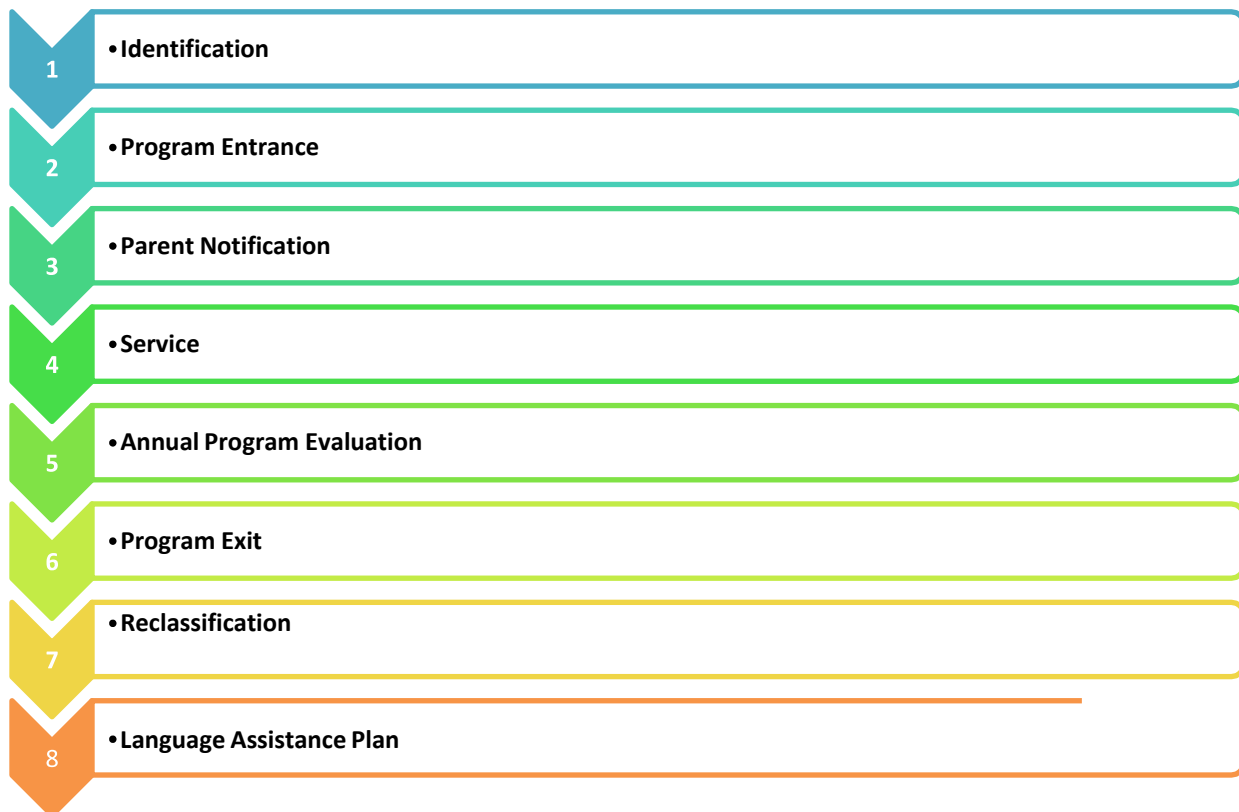 1
• Identification
2
• Program Entrance
3
• Parent Notification
4
• Service
5
• Annual Program Evaluation
6
• Program Exit
7
• Reclassification
8
• Language Assistance Plan